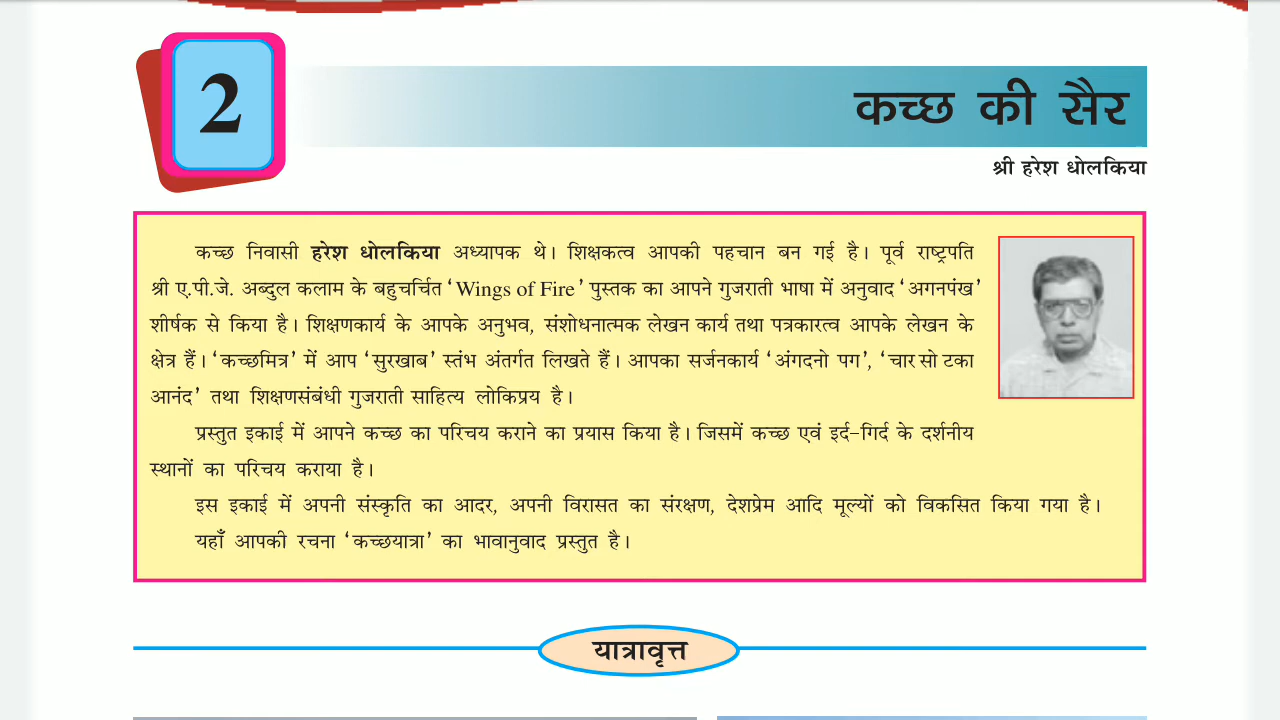 2
कच्छ की सैर
श्री हरेश धोलकिया
कच्छ निवासी हरेश धोलकिया अध्यापक थे। शिक्षकत्व आपकी पहचान बन गई है। पूर्व राष्ट्रपति
श्री ए.पी.जे. अब्दुल कलाम के बहुचर्चित ‘Wings of Fire’ पुस्तक का आपने गुजराती भाषा में अनुवाद ‘अगनपंख’
शीर्षक से किया है। शिक्षणकार्य के आपके अनुभव, संशोधनात्मक लेखन कार्य तथा पत्रकारत्व आपके लेखन के
क्षेत्र हैं। ‘कच्छमित्र’ में आप ‘सुरखाब’ स्तंभ अंतर्गत लिखते हैं। आपका सर्जनकार्य ‘अंगदनो पग’, ‘चार सो टका
आनंद’ तथा शिक्षणसंबंधी गुजराती साहित्य लोकप्रिय है।
प्रस्तुत इकाई में आपने कच्छ का परिचय कराने का प्रयास किया है। जिसमें कच्छ एवं इर्द-गिर्द के दर्शनीय
स्थानों का परिचय कराया है।
इस इकाई में अपनी संस्कृति का आदर, अपनी विरासत का संरक्षण, देशप्रेम आदि मूल्यों को विकसित किया गया है।
यहाँ आपकी रचना ‘कच्छयात्रा’ का भावानुवाद प्रस्तुत है।
यात्रावृत्त